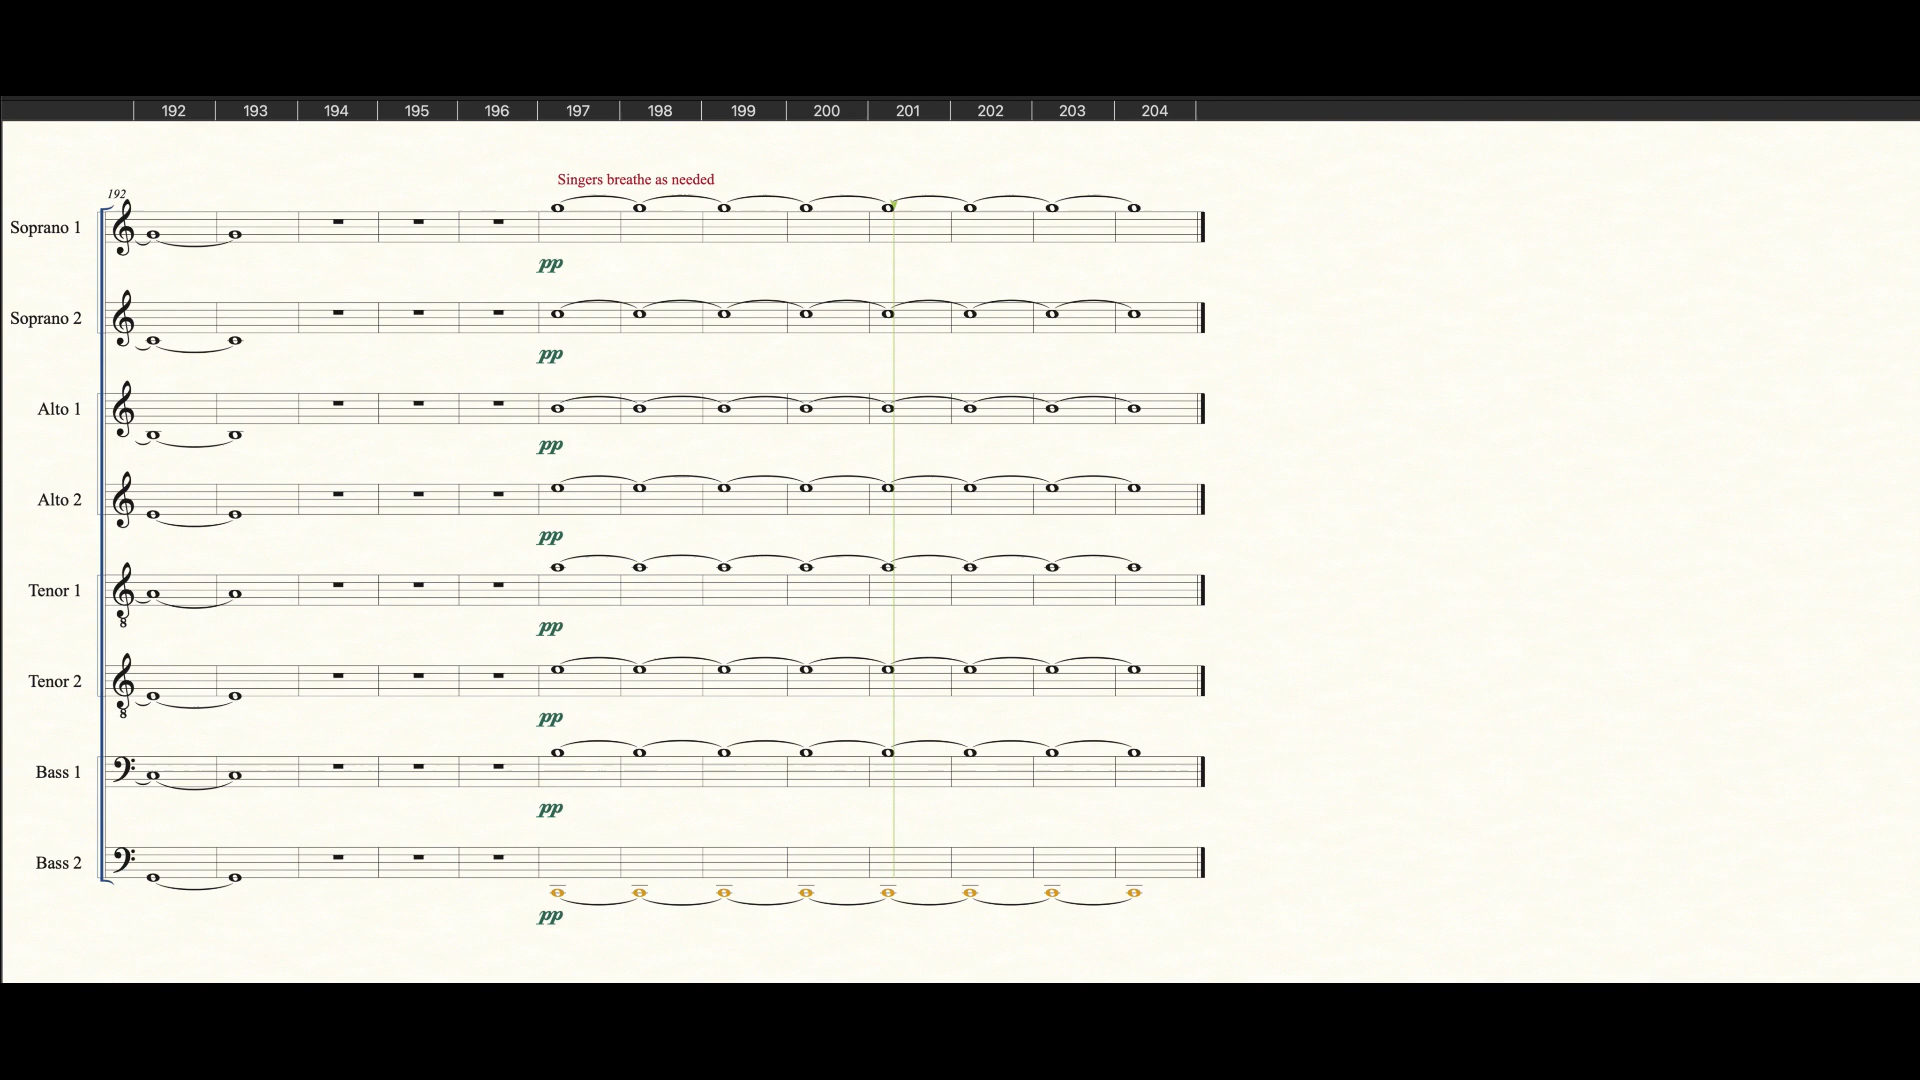 192 193 194 195 196 197 198 199 200 201 202 203 204
Singers breathe as needed
192
Soprano 1
pp
Soprano 2
pp
Alto 1
pp
Alto 2
pp
Tenor 1
8
pp
Tenor 2
8
pp
Bass 1
pp
Bass 2
pp